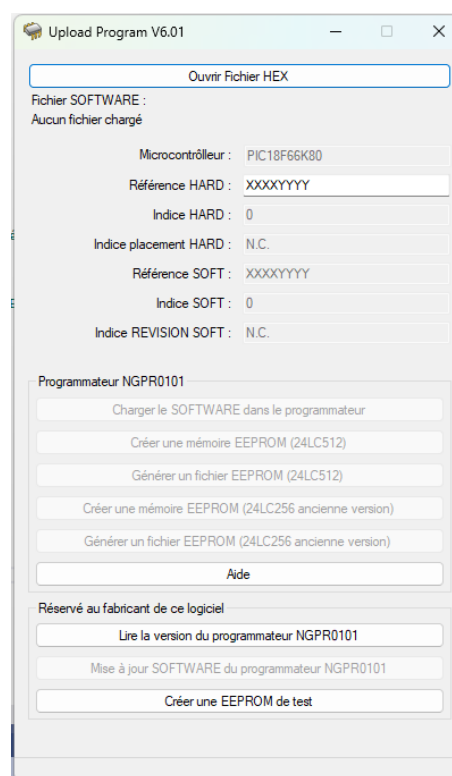 Upload Program V6.01
Ouvrir Fichier HEX
Fichier SOFTWARE :
Aucun fichier chargé
Microcontrôlleur : PIC18F66K80
Référence HARD : XXXXYYYY
Indice HARD : 0
Indice placement HARD : N.C.
Référence SOFT : XXXXYYYY
Indice SOFT : 0
Indice REVISION SOFT : N.C.
Programmateur NGPR0101
Charger le SOFTWARE dans le programmateur
Créer une mémoire EEPROM (24LC512)
Générer un fichier EEPROM (24LC512)
Créer une mémoire EEPROM (24LC256 ancienne version)
Générer un fichier EEPROM (24LC256 ancienne version)
Aide
Réservé au fabricant de ce logiciel
Lire la version du programmateur NGPR0101
Mise à jour SOFTWARE du programmateur NGPR0101
Créer une EEPROM de test